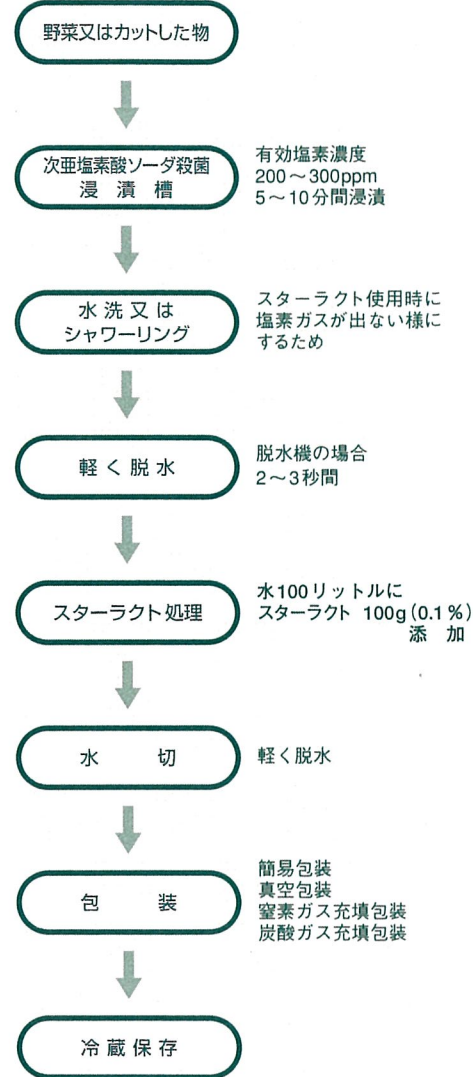 野菜又はカットした物
次亜塩素酸ソーダ殺菌
浸漬槽
有効塩素濃度
200～300ppm
5～10分間浸漬
水洗又は
シャワーリング
スターラクト使用時に
塩素ガスが出ない様に
するため
軽く脱水
脱水機の場合
2～3秒間
スターラクト処理
水100リットルに
スターラクト 100g(0.1%)
添 加
水 切
軽く脱水
包 装
簡易包装
真空包装
窒素ガス充填包装
炭酸ガス充填包装
冷蔵保存